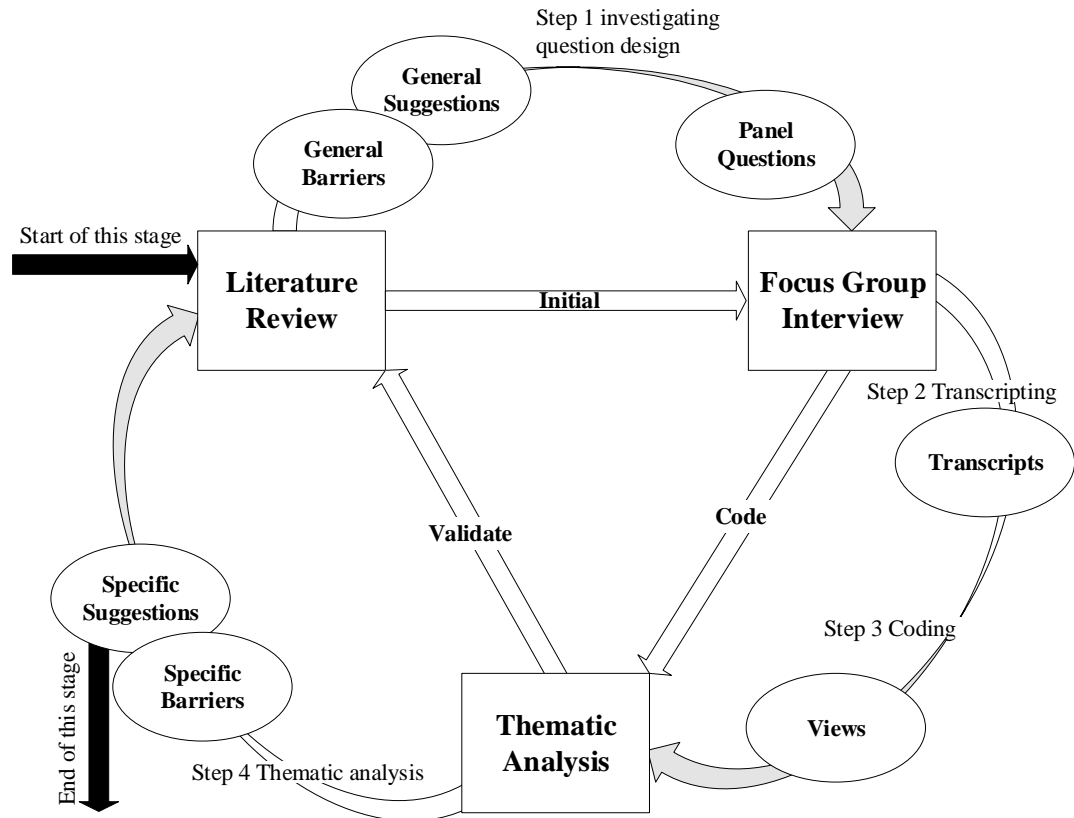 Step 1 investigating
question design
General
Suggestions
General
Barriers
Panel
Questions
Start of this stage
Literature
Review
Initial
Focus Group
Interview
Step 2 Transcripting
Transcripts
Validate
Code
Specific
Suggestions
Step 3 Coding
Specific
Barriers
End of this stage
Thematic
Analysis
Views
Step 4 Thematic analysis